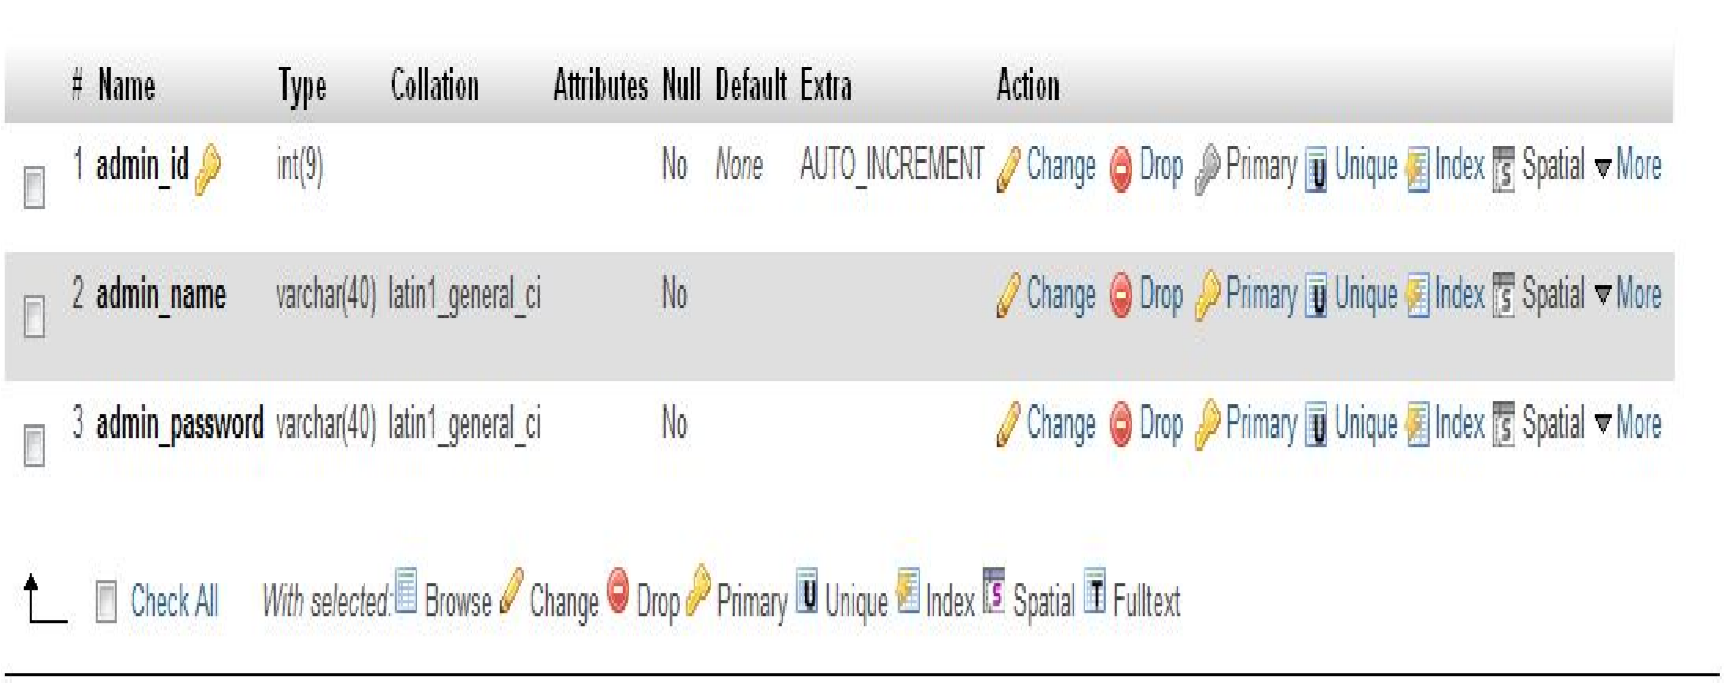 # Name Type Collation Attributes Null Default Extra Action
1 admin_id int(9) No None AUTO_INCREMENT Change Drop Primary Unique Index Spatial More
2 admin_name varchar(40) latin1_general_ci No Change Drop Primary Unique Index Spatial More
3 admin_password varchar(40) latin1_general_ci No Change Drop Primary Unique Index Spatial More
Check All With selected: Browse Change Drop Primary Unique Index Spatial Fulltext